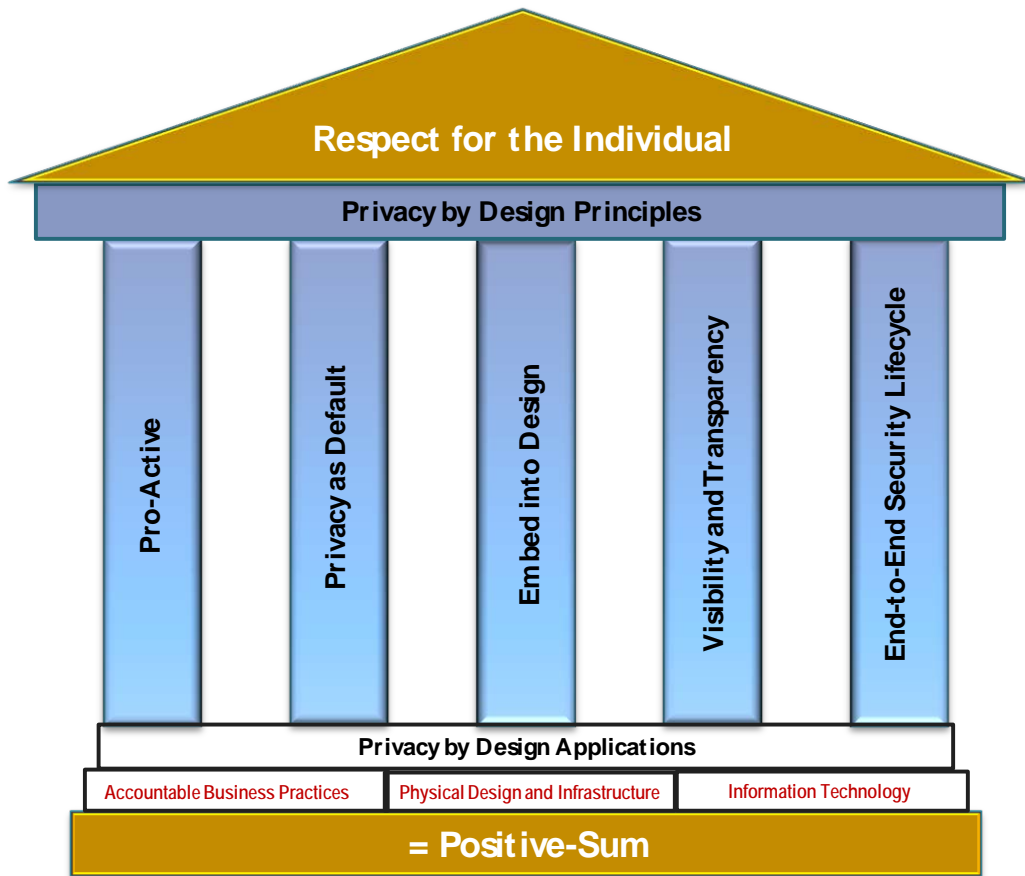 Respect for the Individual
Privacy by Design Principles
Pro-Active
Privacy as Default
Embed into Design
Visibility and Transparency
End-to-End Security Lifecycle
Privacy by Design Applications
Accountable Business Practices
Physical Design and Infrastructure
Information Technology
= Positive-Sum